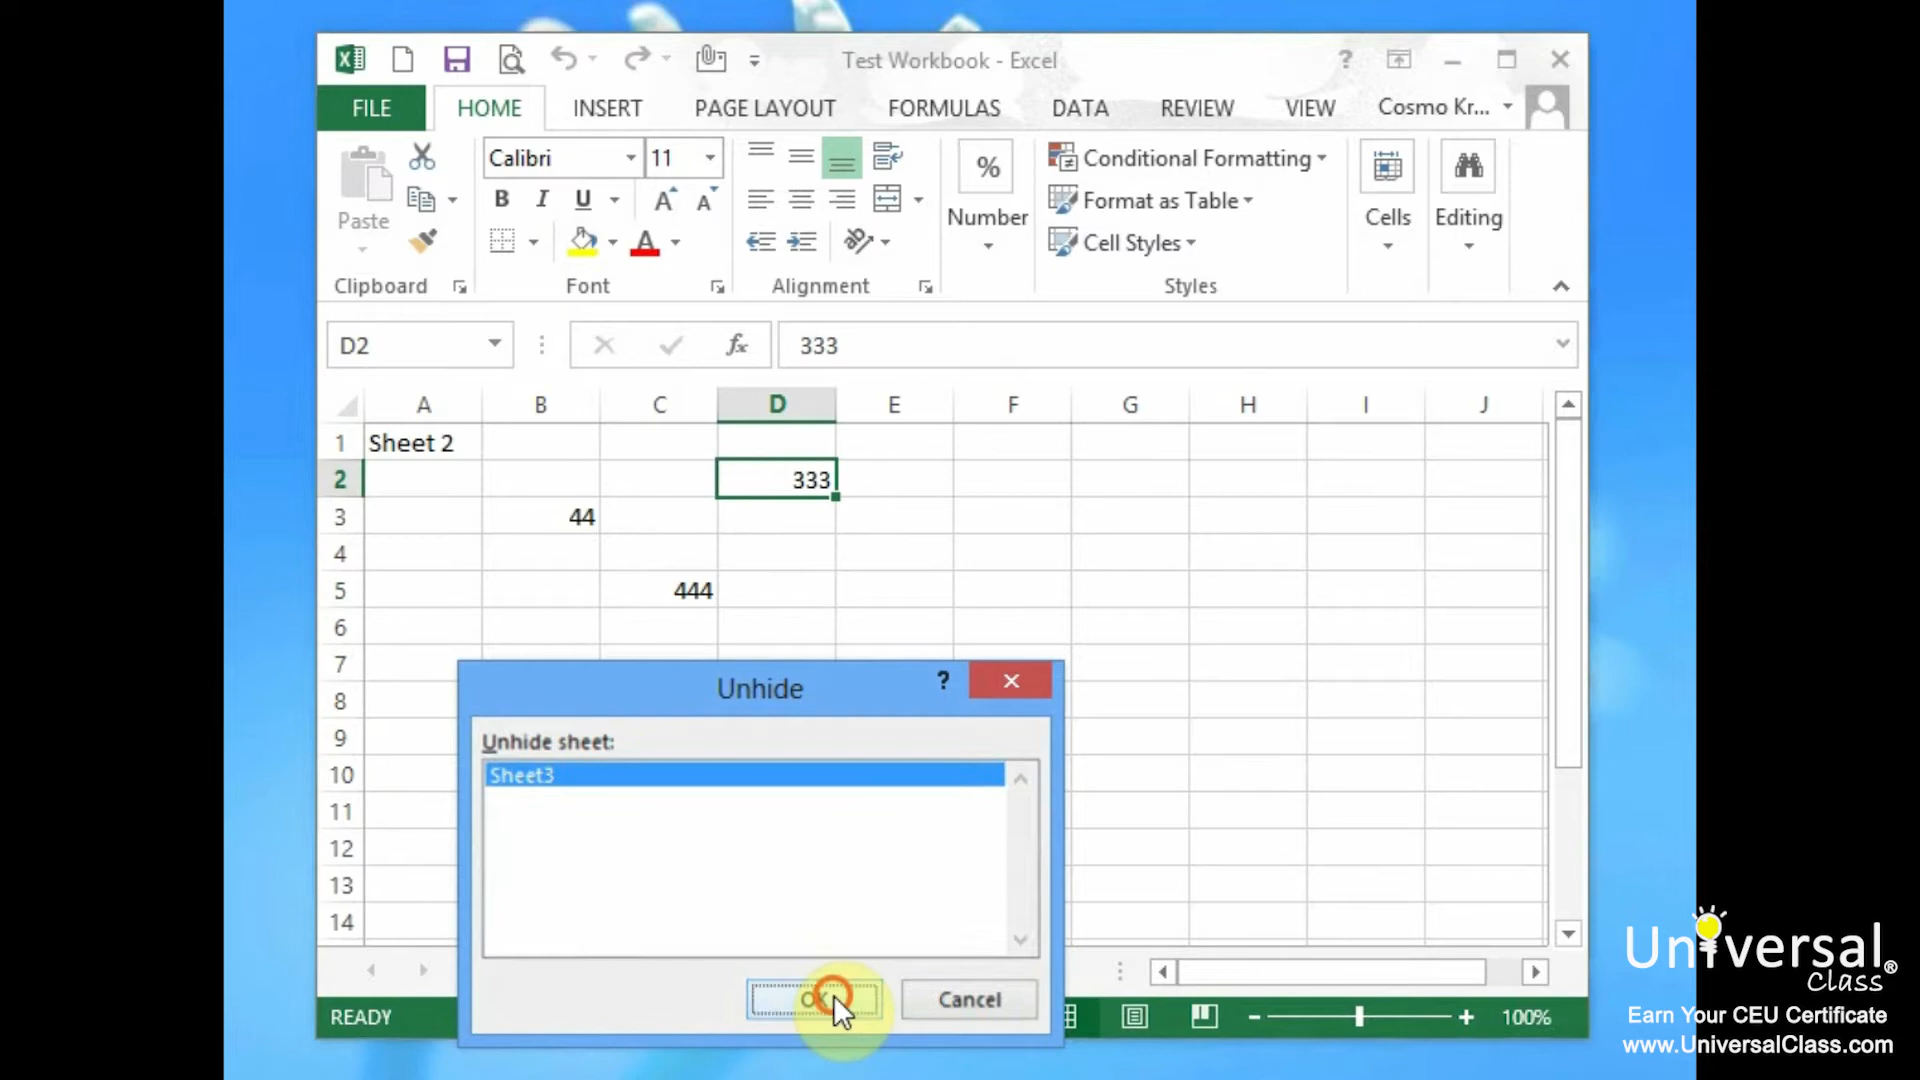 Test Workbook - Excel
?
FILE HOME INSERT PAGE LAYOUT FORMULAS DATA REVIEW VIEW Cosmo Kr...
Calibri 11
% Conditional Formatting
Paste B I U A A Number Format as Table Cells Editing
A Cell Styles
Clipboard Font Alignment Styles
D2 fx 333
A B C D E F G H I J
1 Sheet 2
2 333
3 44
4
5 444
6
7
8
9
10
11
12
13
14
Unhide ?
Unhide sheet:
Sheet3
OK Cancel
READY 100%
Universal®
Class
Earn Your CEU Certificate
www.UniversalClass.com